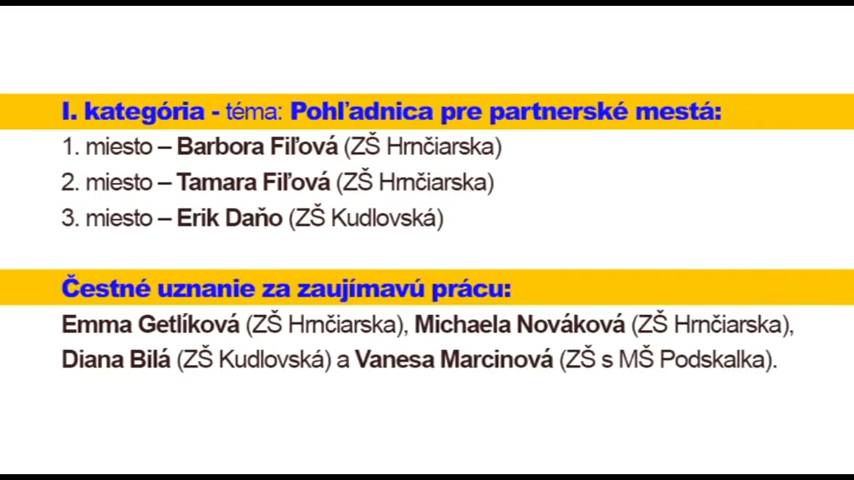 I. kategória - téma: Pohľadnica pre partnerské mestá:
1. miesto – Barbora Fiľová (ZŠ Hrnčiarska)
2. miesto – Tamara Fiľová (ZŠ Hrnčiarska)
3. miesto – Erik Daňo (ZŠ Kudlovská)
Čestné uznanie za zaujímavú prácu:
Emma Getlíková (ZŠ Hrnčiarska), Michaela Nováková (ZŠ Hrnčiarska),
Diana Bilá (ZŠ Kudlovská) a Vanesa Marcinová (ZŠ s MŠ Podskalka).